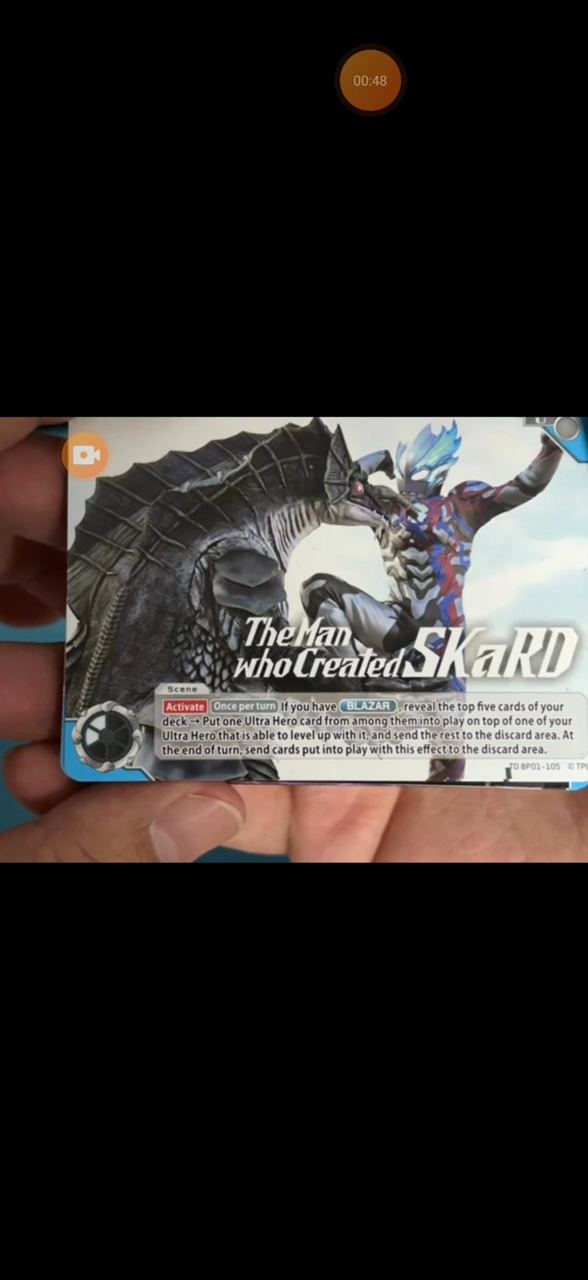 00:48
The Man
who Created SKaRD
Scene
Activate Once per turn If you have BLAZAR, reveal the top five cards of your
deck → Put one Ultra Hero card from among them into play on top of one of your
Ultra Hero that is able to level up with it, and send the rest to the discard area. At
the end of turn, send cards put into play with this effect to the discard area.
BP01-105 ©